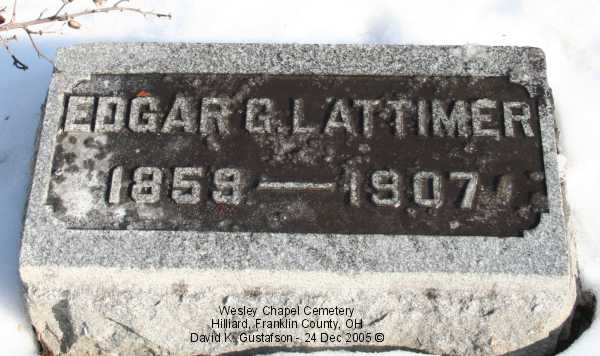 EDGAR G. LATTIMER
1859 — 1907
Wesley Chapel Cemetery
Hilliard, Franklin County, OH
David K. Gustafson - 24 Dec 2005 ©